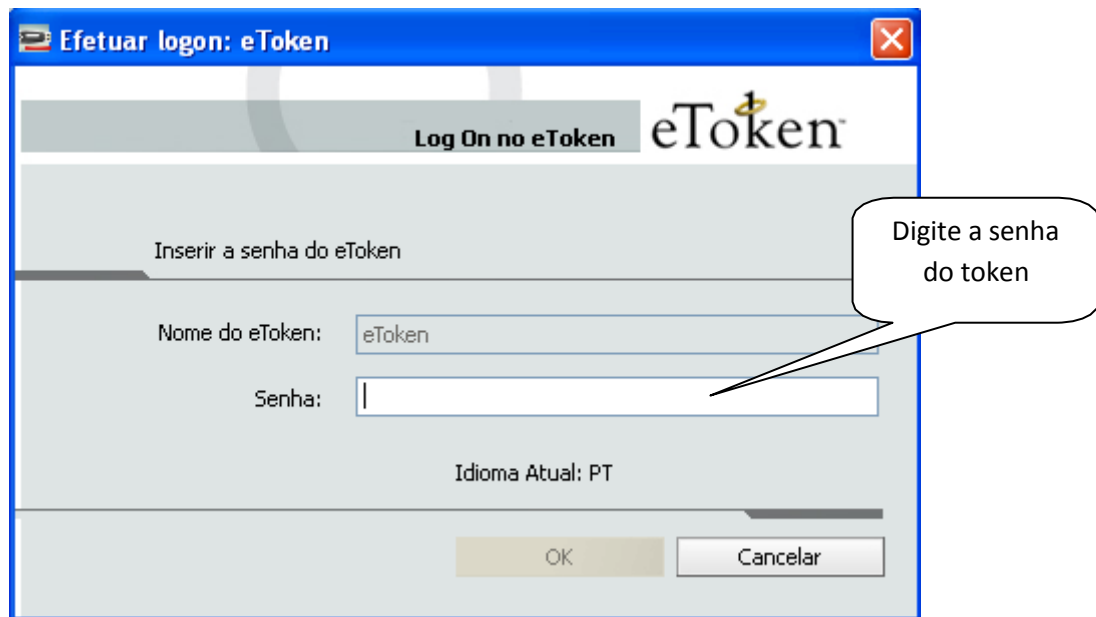 Efetuar logon: eToken
Log On no eToken
eToken
Inserir a senha do eToken
Digite a senha
do token
Nome do eToken:
eToken
Senha:
Idioma Atual: PT
OK
Cancelar